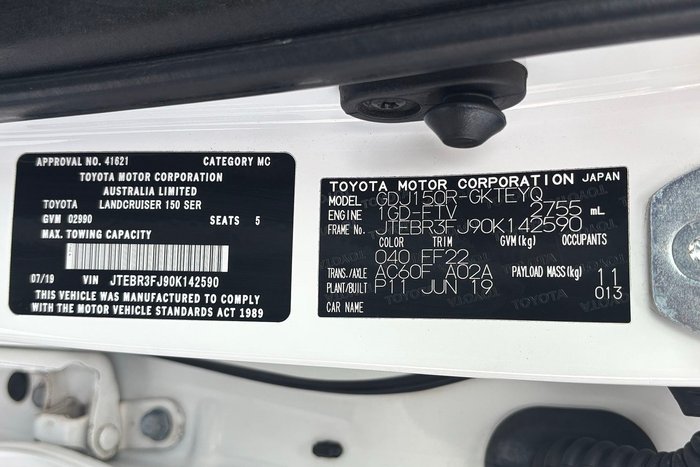 APPROVAL NO. 41621 CATEGORY MC
TOYOTA MOTOR CORPORATION
AUSTRALIA LIMITED
TOYOTA LANDCRUISER 150 SER
GVM 02990 SEATS 5
MAX. TOWING CAPACITY
07/19 VIN JTEBR3FJ90K142590
THIS VEHICLE WAS MANUFACTURED TO COMPLY
WITH THE MOTOR VEHICLE STANDARDS ACT 1989
TOYOTA MOTOR CORPORATION JAPAN
MODEL GDJ150R-GKTEYQ
ENGINE 1GD-FTV 2755 mL
FRAME No. JTEBR3FJ90K142590
COLOR TRIM GVM(kg) OCCUPANTS
040 FF22
TRANS./AXLE AC60F A02A PAYLOAD MASS(kg) 11
PLANT/BUILT P11 JUN 19 013
CAR NAME